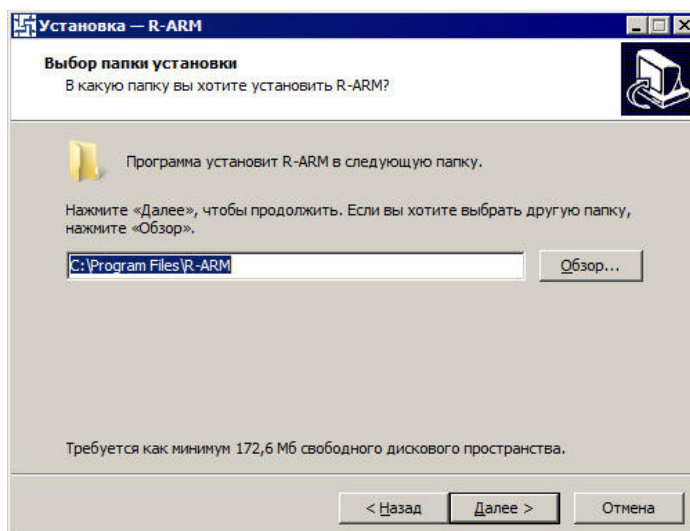 Установка — R-ARM
Выбор папки установки
В какую папку вы хотите установить R-ARM?
Программа установит R-ARM в следующую папку.
Нажмите «Далее», чтобы продолжить. Если вы хотите выбрать другую папку,
нажмите «Обзор».
C:\Program Files\R-ARM
Обзор...
Требуется как минимум 172,6 Мб свободного дискового пространства.
< Назад
Далее >
Отмена